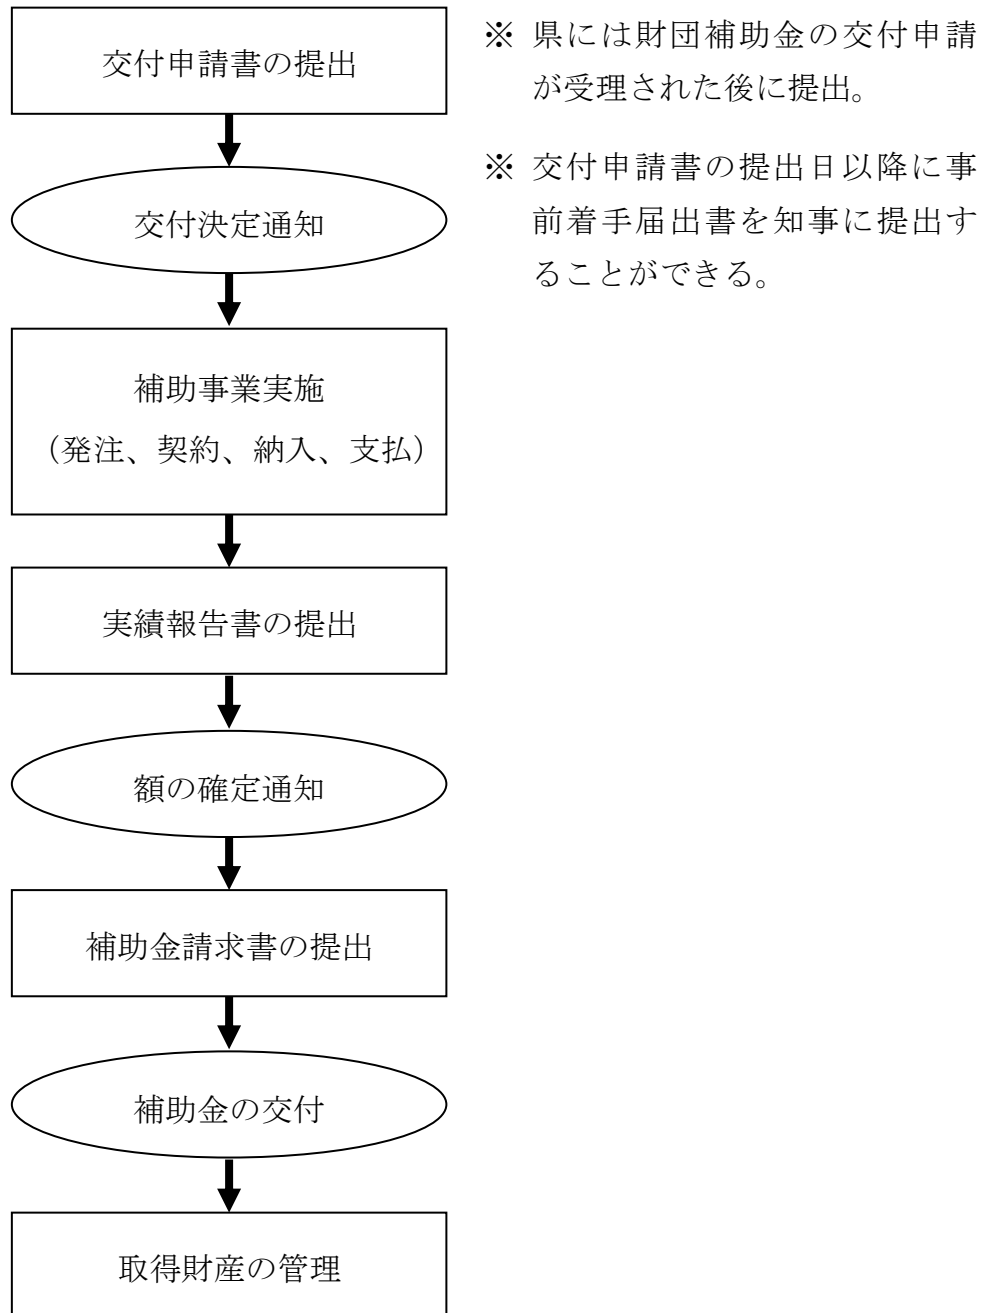 交付申請書の提出
※ 県には財団補助金の交付申請
が受理された後に提出。
※ 交付申請書の提出日以降に事
前着手届出書を知事に提出す
ることができる。
交付決定通知
補助事業実施
（発注、契約、納入、支払）
実績報告書の提出
額の確定通知
補助金請求書の提出
補助金の交付
取得財産の管理